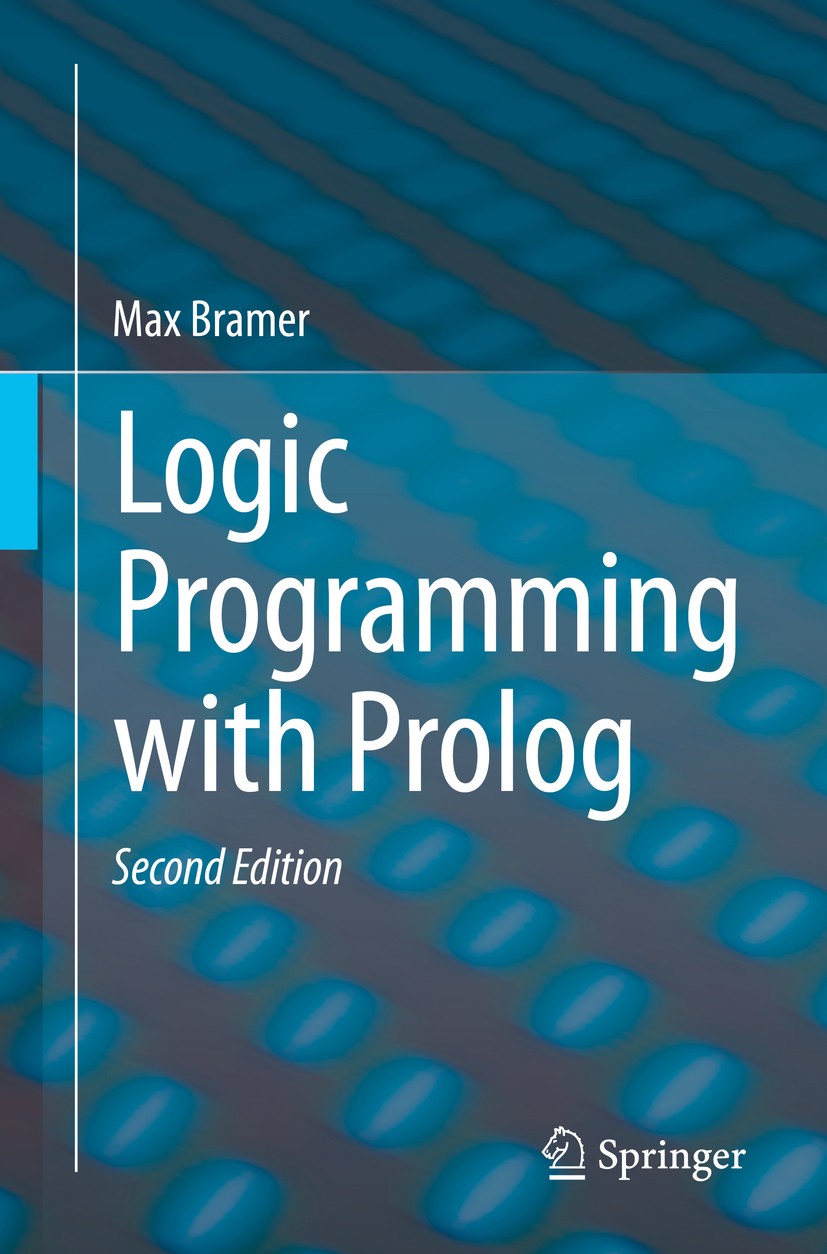 Max Bramer
Logic
Programming
with Prolog
Second Edition
Springer